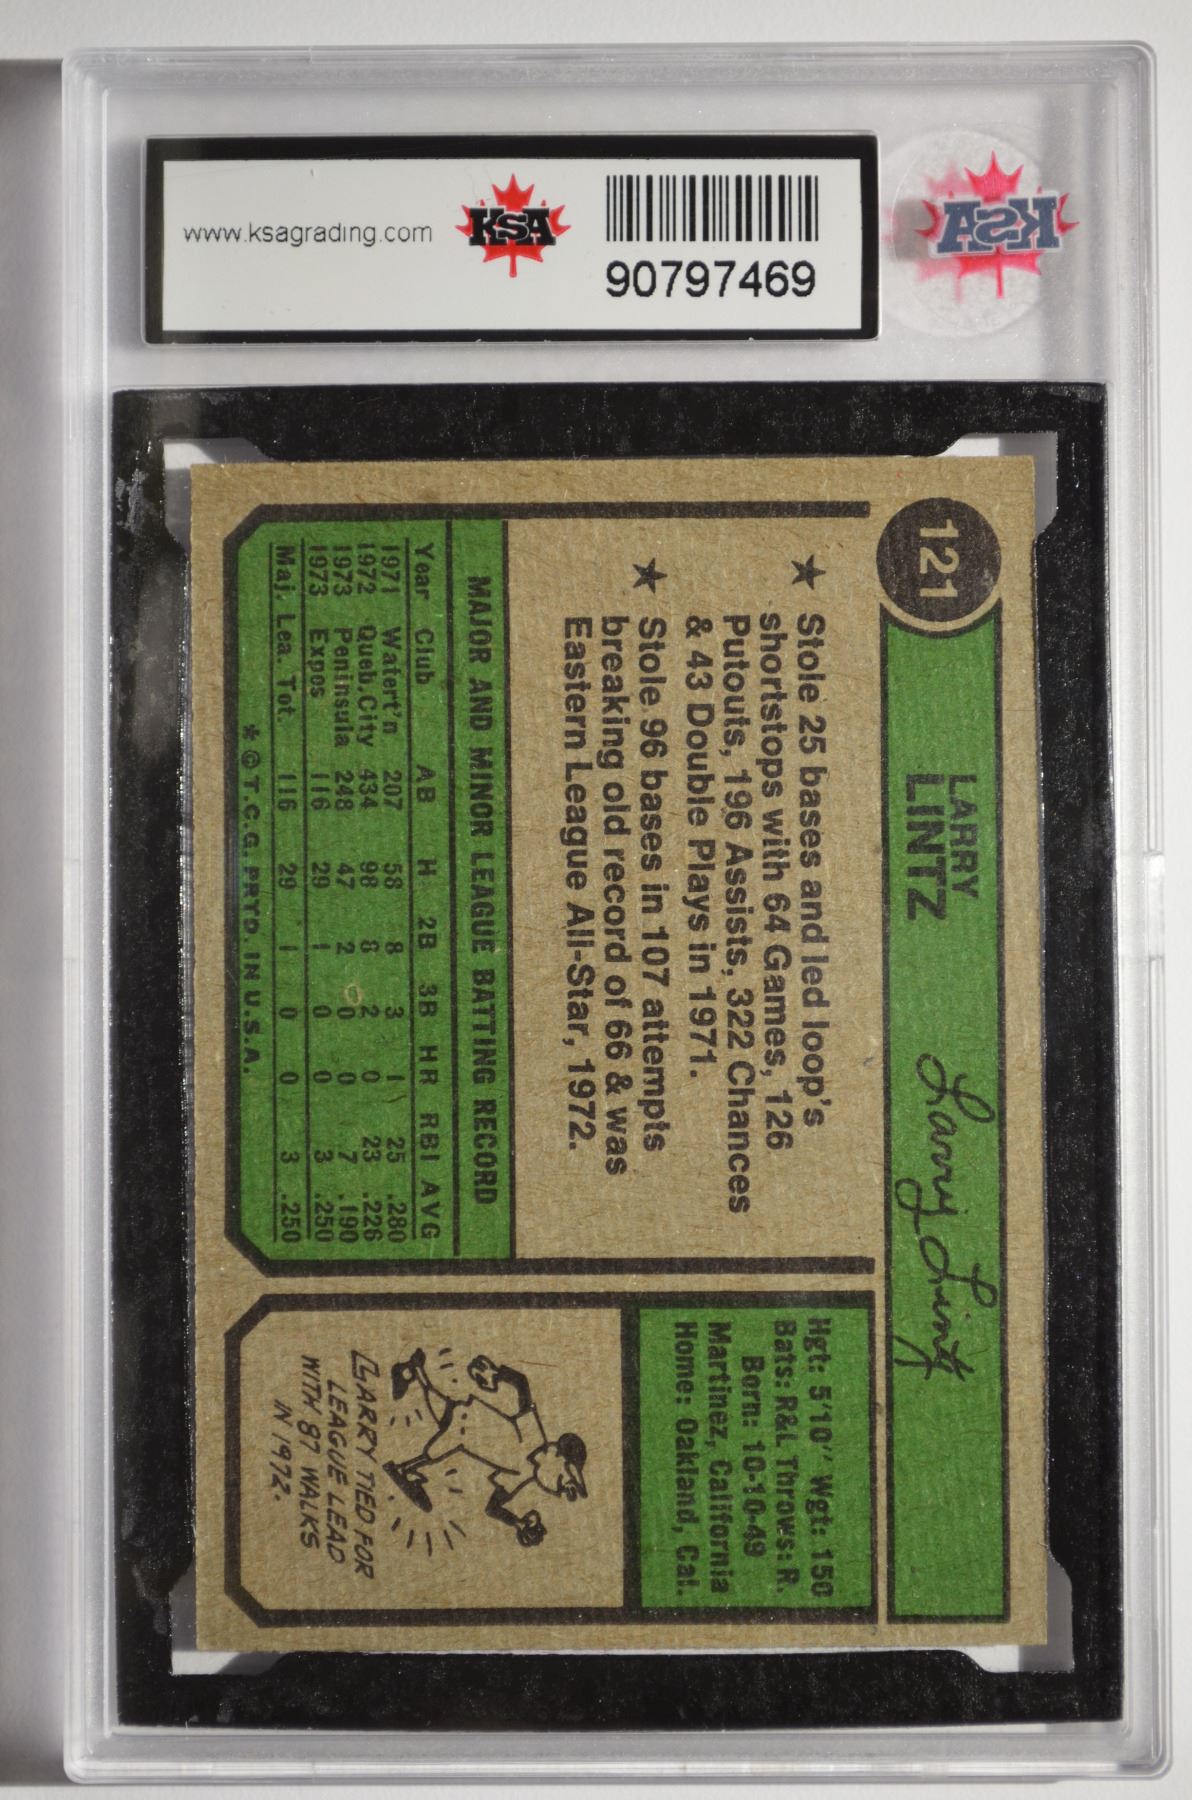 www.ksagrading.com
KSA
90797469
KSA
121
LARRY
LINTZ
Larry Lintz
★ Stole 25 bases and led loop's
shortstops with 64 Games, 126
Putouts, 196 Assists, 322 Chances
& 43 Double Plays in 1971.
★ Stole 96 bases in 107 attempts
breaking old record of 66 & was
Eastern League All-Star, 1972.
MAJOR AND MINOR LEAGUE BATTING RECORD
Year Club AB H 2B 3B HR RBI AVG
1971 Watert'n 207 58 8 3 1 25 .280
1972 Queb.City 434 98 8 2 0 23 .226
1973 Peninsula 248 47 2 0 0 7 .190
1973 Expos 116 29 1 0 0 3 .250
Maj. Lea. Tot. 116 29 1 0 0 3 .250
* © T.C.G. PRTD. IN U.S.A.
Hgt: 5'10" Wgt: 150
Bats: R&L Throws: R.
Born: 10-10-49
Martinez, California
Home: Oakland, Cal.
LARRY TIED FOR
LEAGUE LEAD
WITH 87 WALKS
IN 1972.